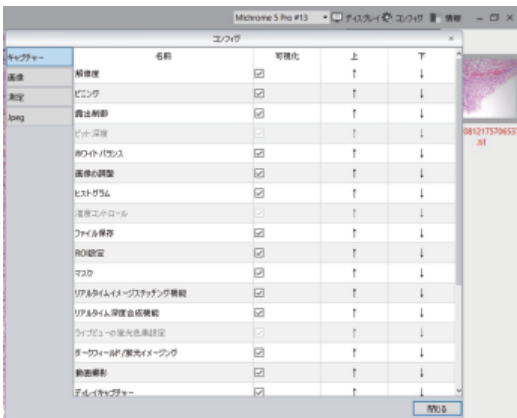 Michrome 5 Pro #13 ディスプレイ コンフィグ 情報
コンフィグ
キャプチャー
画像
測定
Jpeg
名前 可視化 上 下
解像度
ビニング
露出制御
ビット深度
ホワイトバランス
画像の調整
ヒストグラム
温度コントロール
ファイル保存
ROI設定
マスク
リアルタイムイメージスティッチング機能
リアルタイム深度合成機能
ライブビューの蛍光色素設定
ダークフィールド/蛍光イメージング
動画撮影
ディレイキャプチャー
閉じる
.sit